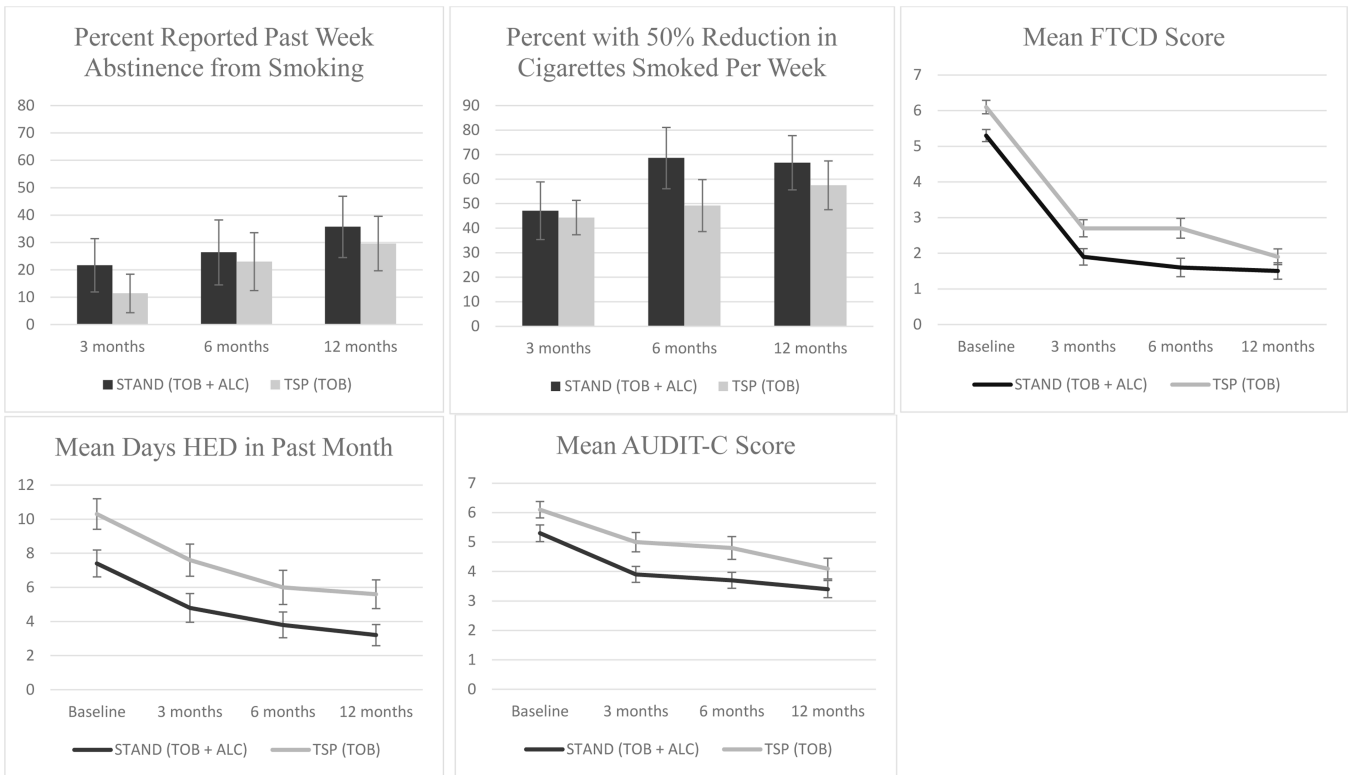 Percent Reported Past Week
Abstinence from Smoking
80
70
60
50
40
30
20
10
0
3 months 6 months 12 months
STAND (TOB + ALC) TSP (TOB)
Percent with 50% Reduction in
Cigarettes Smoked Per Week
90
80
70
60
50
40
30
20
10
0
3 months 6 months 12 months
STAND (TOB + ALC) TSP (TOB)
Mean FTCD Score
7
6
5
4
3
2
1
0
Baseline 3 months 6 months 12 months
STAND (TOB + ALC) TSP (TOB)
Mean Days HED in Past Month
12
10
8
6
4
2
0
Baseline 3 months 6 months 12 months
STAND (TOB + ALC) TSP (TOB)
Mean AUDIT-C Score
7
6
5
4
3
2
1
0
Baseline 3 months 6 months 12 months
STAND (TOB + ALC) TSP (TOB)